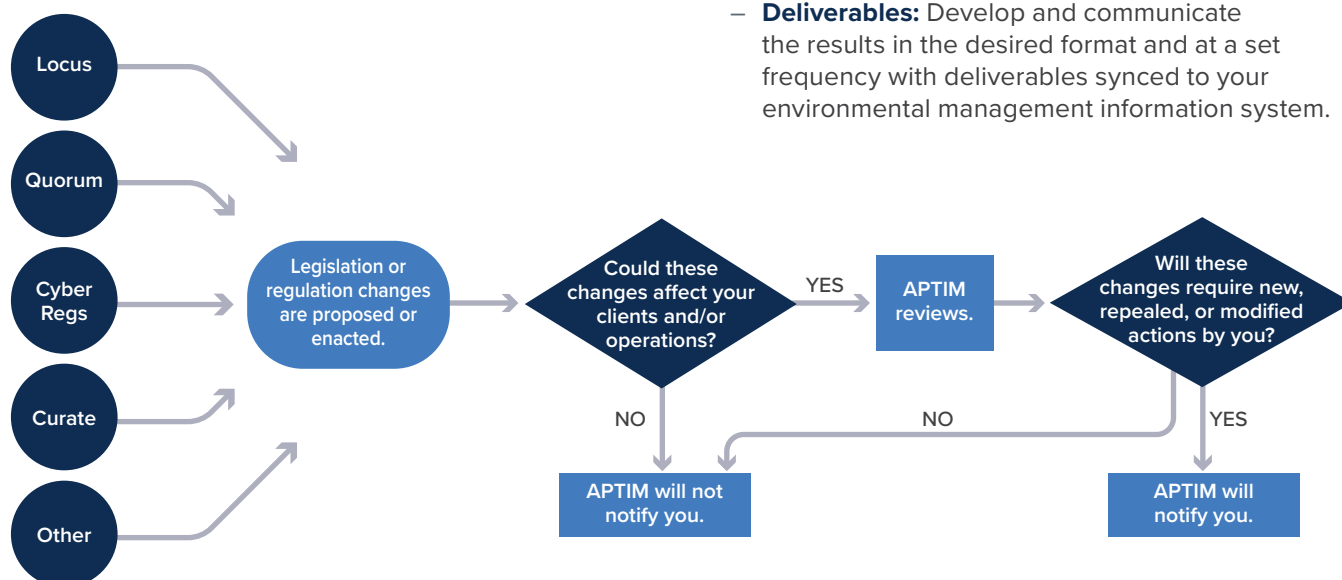 – Deliverables: Develop and communicate
the results in the desired format and at a set
frequency with deliverables synced to your
environmental management information system.
Locus
Quorum
Cyber
Regs
Curate
Other
Legislation or
regulation changes
are proposed or
enacted.
Could these
changes affect your
clients and/or
operations?
YES
APTIM
reviews.
Will these
changes require new,
repealed, or modified
actions by you?
NO
NO
YES
APTIM will not
notify you.
APTIM will
notify you.